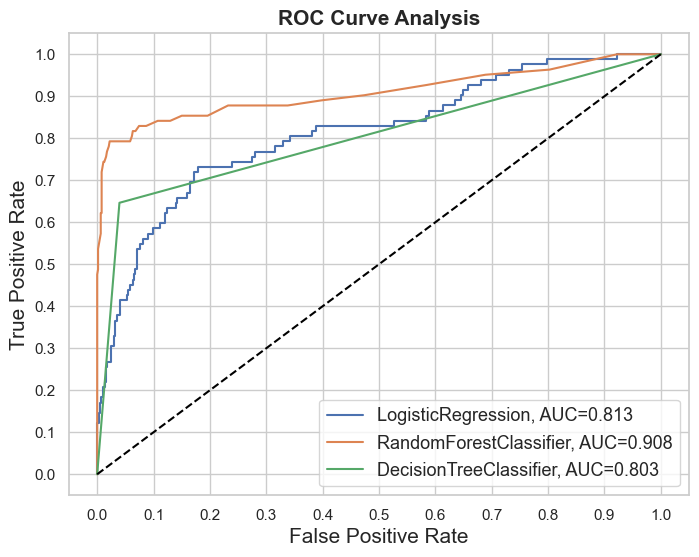 ROC Curve Analysis
1.0
0.9
0.8
0.7
0.6
0.5
0.4
0.3
0.2
0.1
0.0
True Positive Rate
LogisticRegression, AUC=0.813
RandomForestClassifier, AUC=0.908
DecisionTreeClassifier, AUC=0.803
0.0 0.1 0.2 0.3 0.4 0.5 0.6 0.7 0.8 0.9 1.0
False Positive Rate